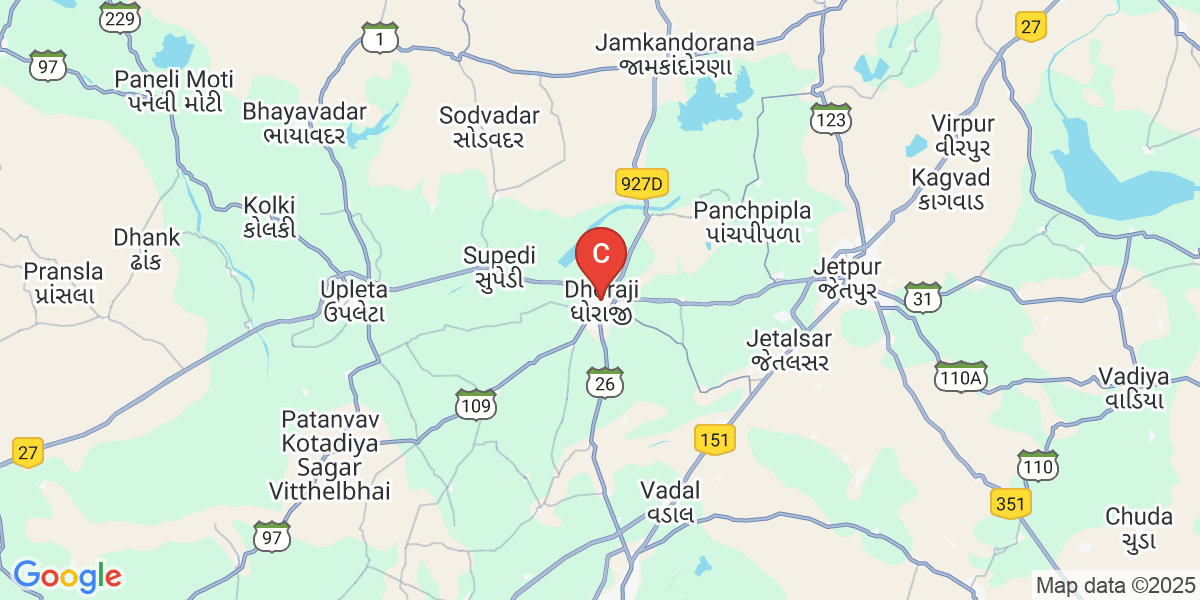 229
1
27
Jamkandorana
જામકાંદોરણા
97
Paneli Moti
પનેલી મોટી
Bhayavadar
ભાયાવદર
Sodvadar
સોડવદર
123
Virpur
વીરપુર
927D
Kagvad
કાગવાડ
Kolki
કોલકી
Panchpipla
પાંચપીપળા
Dhank
ઢાંક
Supedi
સુપેડી
C
Pransla
પ્રાંસલા
Upleta
ઉપલેટા
Dhoraji
ધોરાજી
Jetpur
જેતપુર
31
Jetalsar
જેતલસર
26
110A
Vadiya
વાડિયા
109
Patanvav
Kotadiya
Sagar
Vitthelbhai
27
151
110
Vadal
વડાલ
351
Chuda
ચુડા
97
Google
Map data ©2025